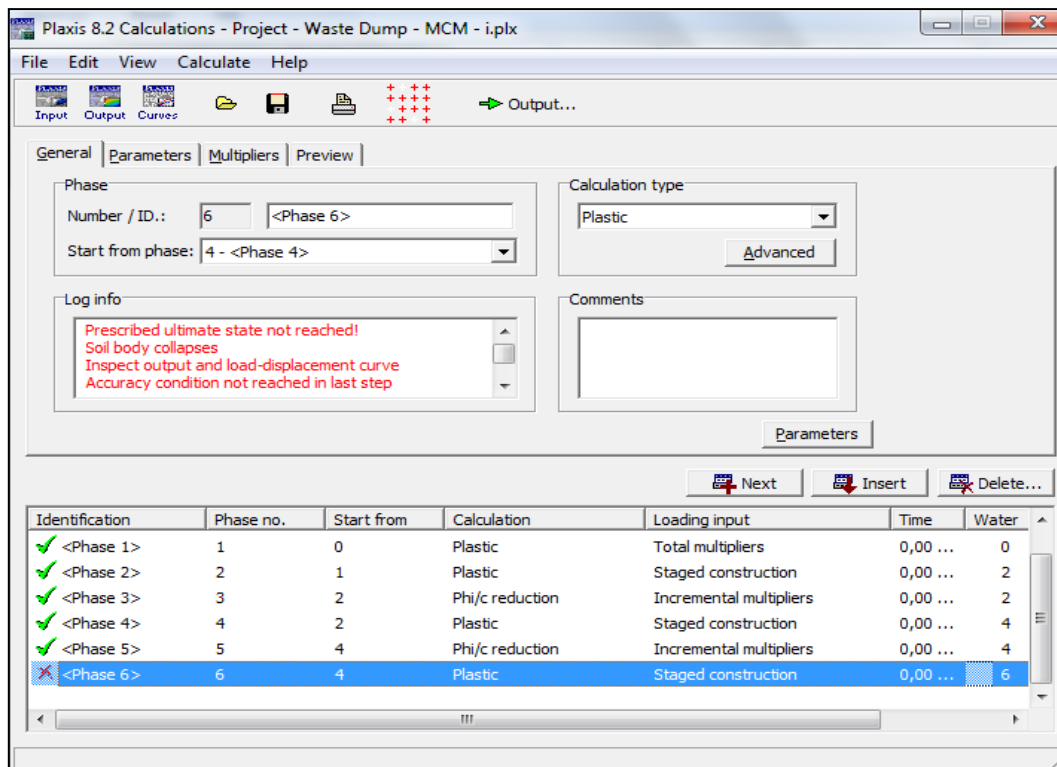 Plaxis 8.2 Calculations - Project - Waste Dump - MCM - i.plx
File Edit View Calculate Help
Input Output Curves Output...
General Parameters Multipliers Preview
Phase
Number / ID.: 6 <Phase 6>
Start from phase: 4 - <Phase 4>
Calculation type
Plastic
Advanced
Log info
Prescribed ultimate state not reached!
Soil body collapses
Inspect output and load-displacement curve
Accuracy condition not reached in last step
Comments
Parameters
Next Insert Delete...
Identification Phase no. Start from Calculation Loading input Time Water
<Phase 1> 1 0 Plastic Total multipliers 0,00 ... 0
<Phase 2> 2 1 Plastic Staged construction 0,00 ... 2
<Phase 3> 3 2 Phi/c reduction Incremental multipliers 0,00 ... 2
<Phase 4> 4 2 Plastic Staged construction 0,00 ... 4
<Phase 5> 5 4 Phi/c reduction Incremental multipliers 0,00 ... 4
<Phase 6> 6 4 Plastic Staged construction 0,00 ... 6